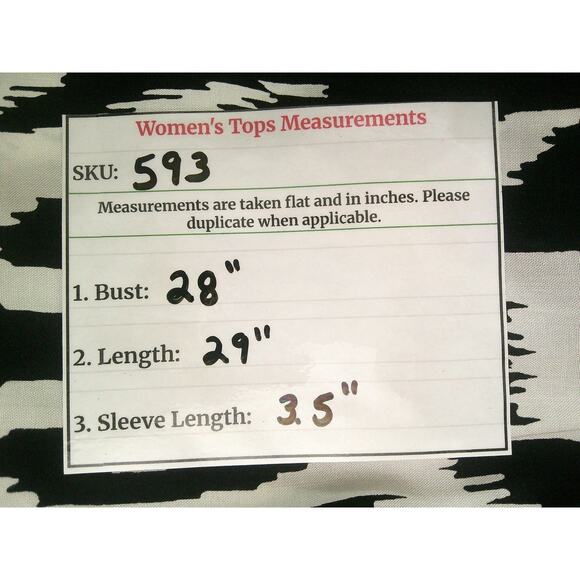 Women's Tops Measurements
SKU: 593
Measurements are taken flat and in inches. Please
duplicate when applicable.
1. Bust: 28"
2. Length: 29"
3. Sleeve Length: 3.5"